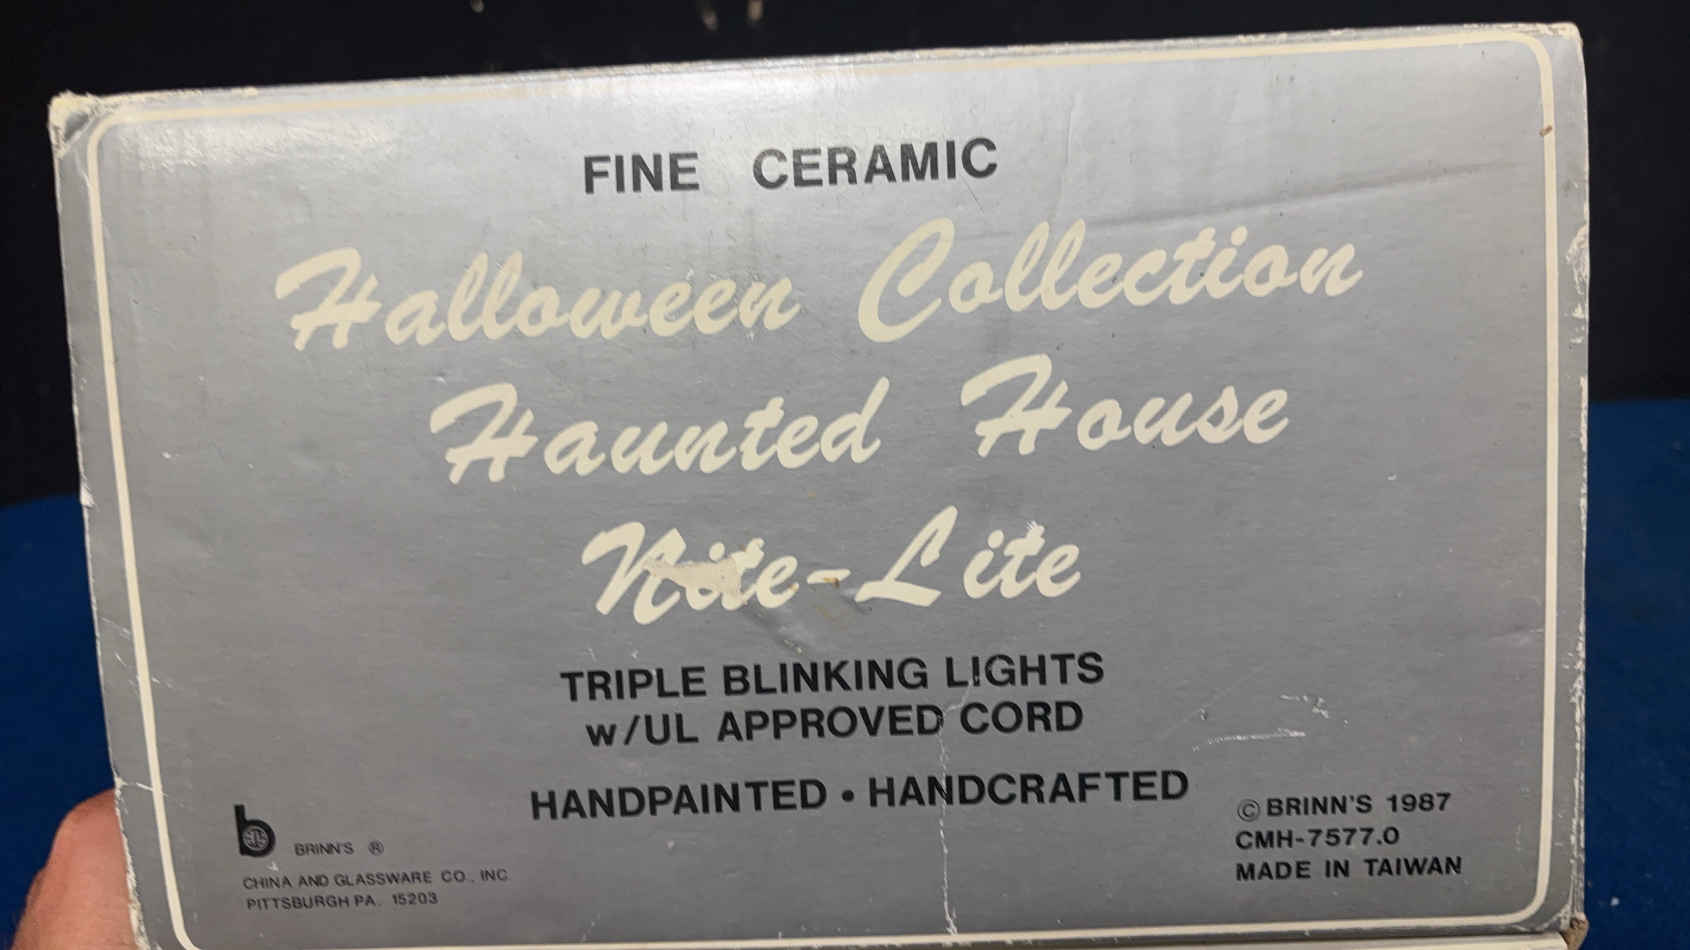 FINE CERAMIC
Halloween Collection
Haunted House
Nite-Lite
TRIPLE BLINKING LIGHTS
w/UL APPROVED CORD
HANDPAINTED • HANDCRAFTED
b BRINN'S ®
CHINA AND GLASSWARE CO., INC.
PITTSBURGH PA. 15203
© BRINN'S 1987
CMH-7577.0
MADE IN TAIWAN